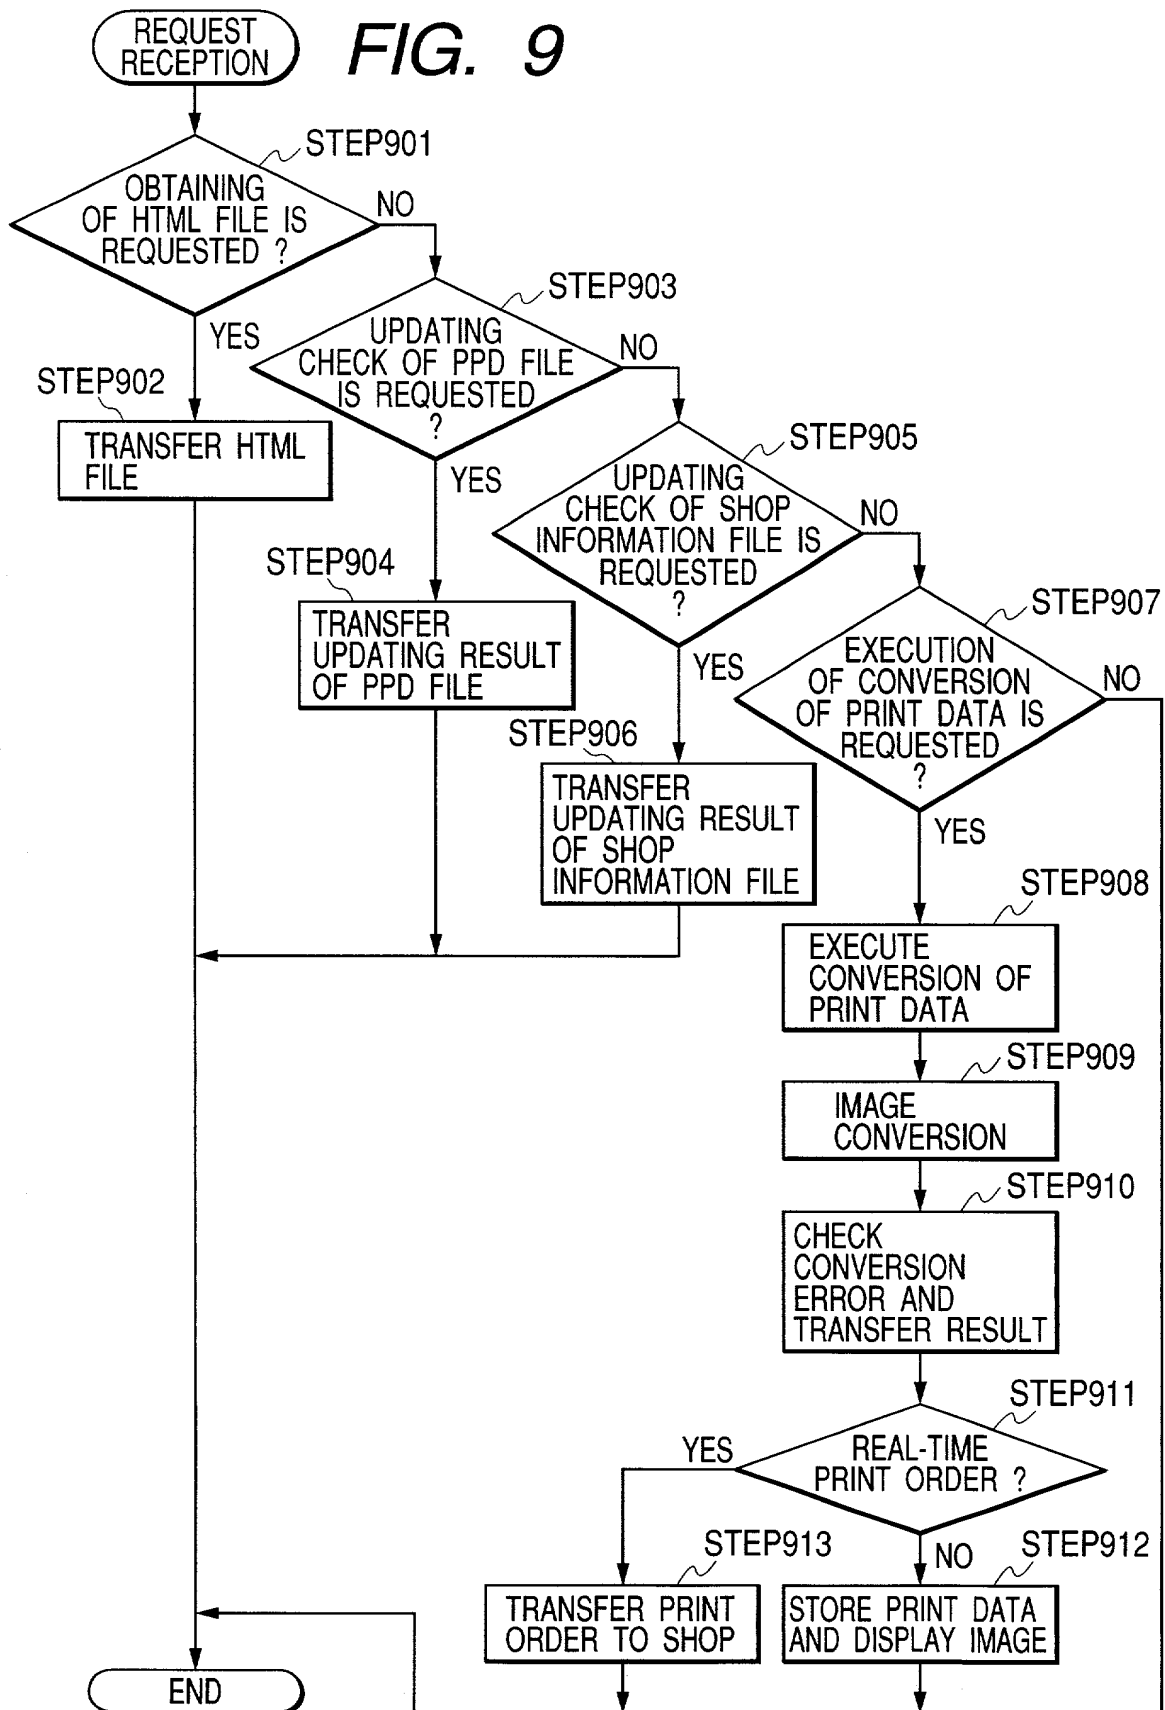 REQUEST
RECEPTION
FIG. 9
STEP901
OBTAINING
OF HTML FILE IS
REQUESTED ?
NO
YES
STEP903
UPDATING
CHECK OF PPD FILE
IS REQUESTED
?
NO
YES
STEP902
TRANSFER HTML
FILE
STEP905
UPDATING
CHECK OF SHOP
INFORMATION FILE IS
REQUESTED
?
NO
YES
STEP904
TRANSFER
UPDATING RESULT
OF PPD FILE
STEP907
EXECUTION
OF CONVERSION
OF PRINT DATA IS
REQUESTED
?
NO
YES
STEP906
TRANSFER
UPDATING RESULT
OF SHOP
INFORMATION FILE
STEP908
EXECUTE
CONVERSION OF
PRINT DATA
STEP909
IMAGE
CONVERSION
STEP910
CHECK
CONVERSION
ERROR AND
TRANSFER RESULT
STEP911
REAL-TIME
PRINT ORDER ?
YES
NO
STEP913
TRANSFER PRINT
ORDER TO SHOP
STEP912
STORE PRINT DATA
AND DISPLAY IMAGE
END